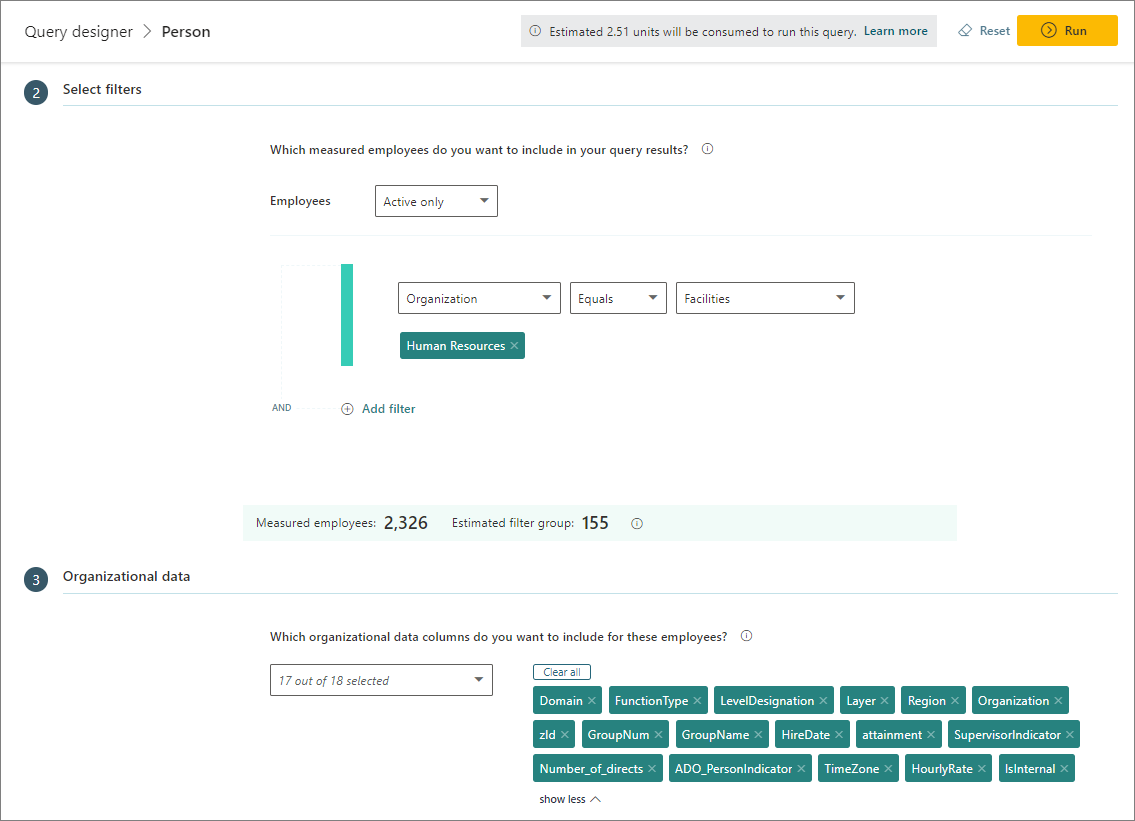 Query designer > Person
Estimated 2.51 units will be consumed to run this query. Learn more
Reset
Run
2 Select filters
Which measured employees do you want to include in your query results?
Employees Active only
Organization Equals Facilities
Human Resources ×
AND Add filter
Measured employees: 2,326 Estimated filter group: 155
3 Organizational data
Which organizational data columns do you want to include for these employees?
17 out of 18 selected
Clear all
Domain × FunctionType × LevelDesignation × Layer × Region × Organization ×
zId × GroupNum × GroupName × HireDate × attainment × SupervisorIndicator ×
Number_of_directs × ADO_PersonIndicator × TimeZone × HourlyRate × IsInternal ×
show less